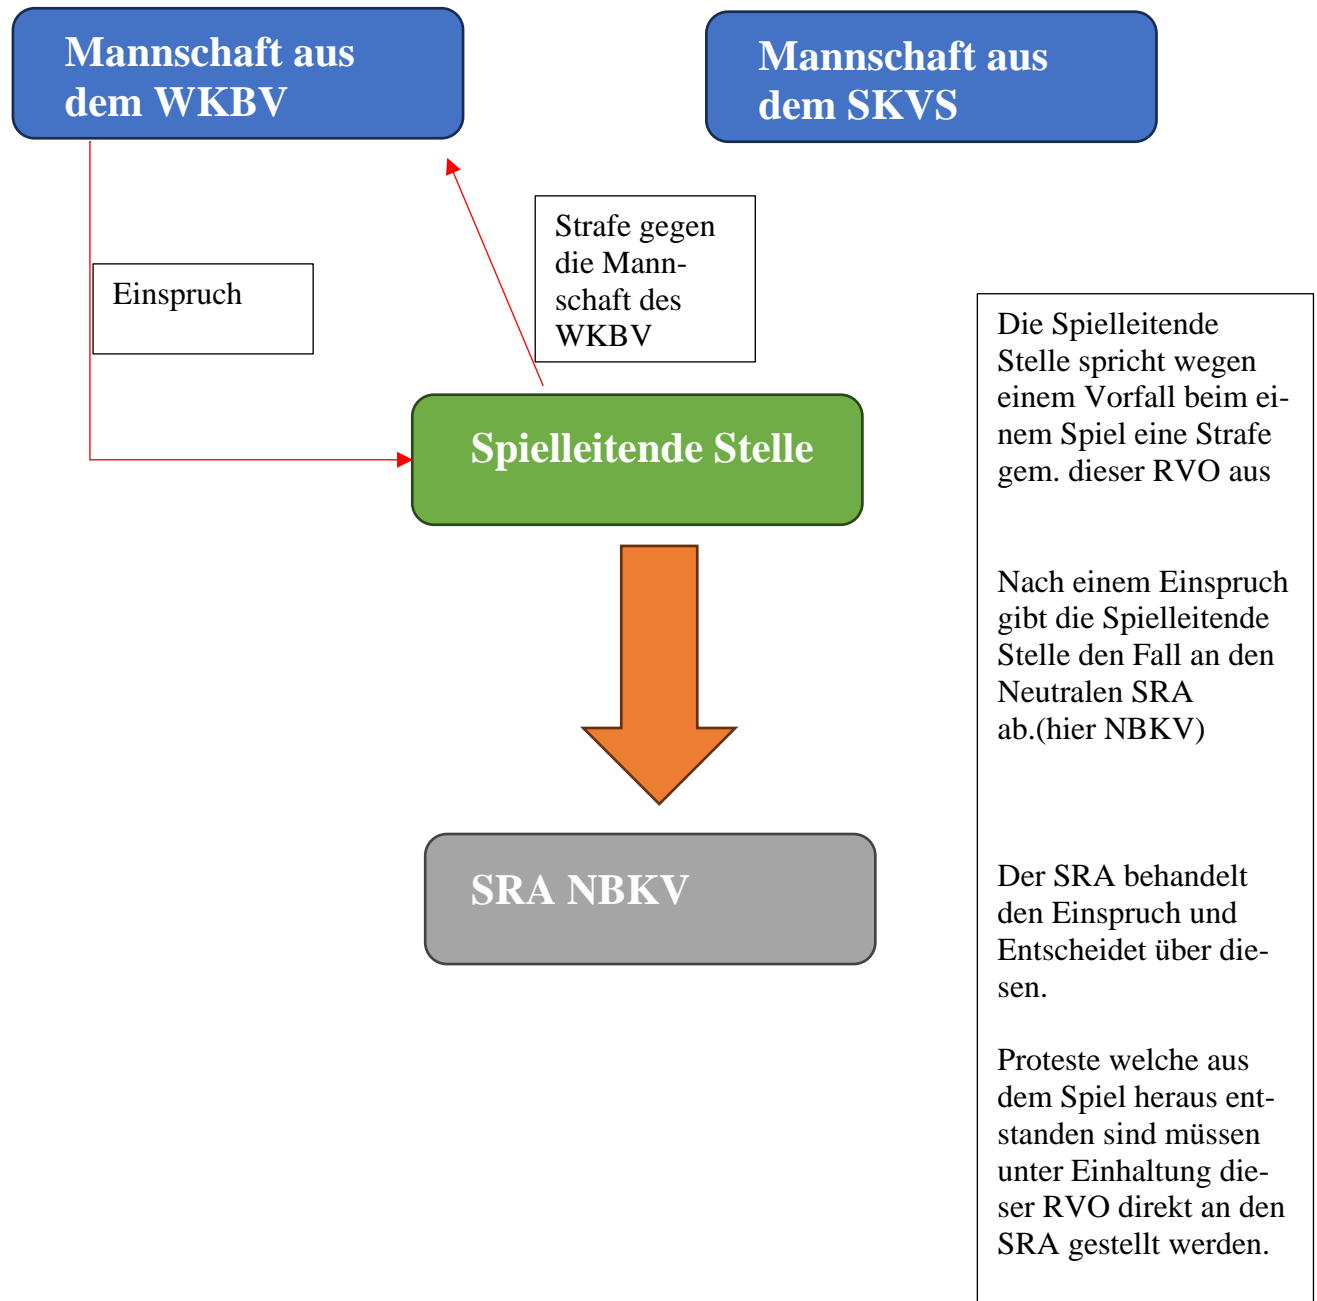 Mannschaft aus
dem WKBV
Mannschaft aus
dem SKVS
Strafe gegen
die Mann-
schaft des
WKBV
Einspruch
Spielleitende Stelle
SRA NBKV
Die Spielleitende
Stelle spricht wegen
einem Vorfall beim ei-
nem Spiel eine Strafe
gem. dieser RVO aus
Nach einem Einspruch
gibt die Spielleitende
Stelle den Fall an den
Neutralen SRA
ab.(hier NBKV)
Der SRA behandelt
den Einspruch und
Entscheidet über die-
sen.
Proteste welche aus
dem Spiel heraus ent-
standen sind müssen
unter Einhaltung die-
ser RVO direkt an den
SRA gestellt werden.